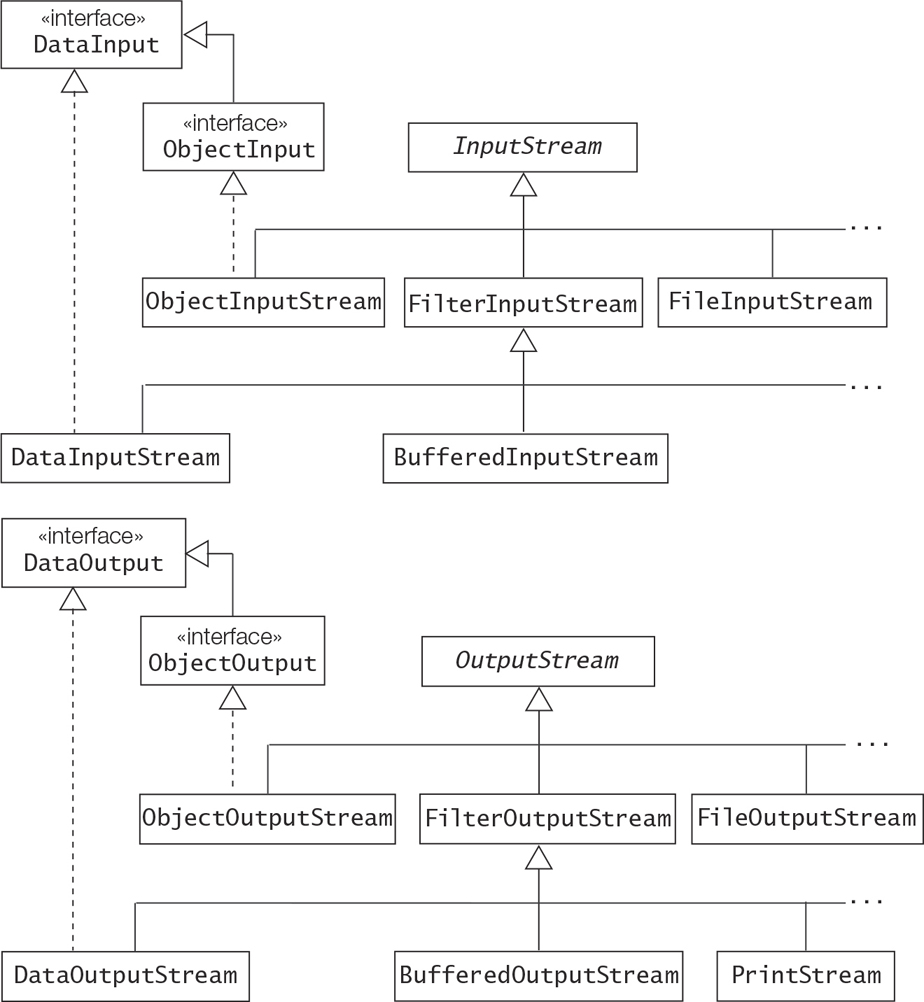 «interface»
DataInput
«interface»
ObjectInput
InputStream
...
ObjectInputStream
FilterInputStream
FileInputStream
...
DataInputStream
BufferedInputStream
«interface»
DataOutput
«interface»
ObjectOutput
OutputStream
...
ObjectOutputStream
FilterOutputStream
FileOutputStream
...
DataOutputStream
BufferedOutputStream
PrintStream